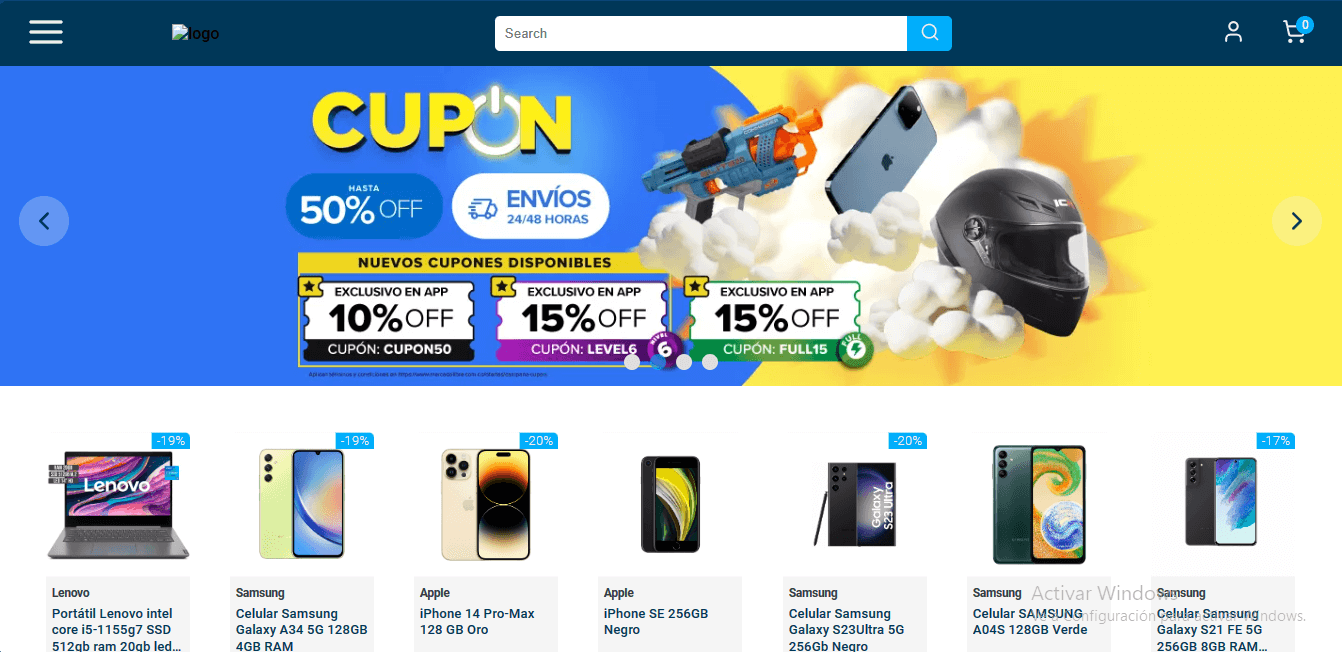 logo
Search
0
CUPON
HASTA
50% OFF
ENVÍOS
24/48 HORAS
NUEVOS CUPONES DISPONIBLES
EXCLUSIVO EN APP
10% OFF
CUPÓN: CUPON50
EXCLUSIVO EN APP
15% OFF
CUPÓN: LEVEL6
NIVEL
6
EXCLUSIVO EN APP
15% OFF
CUPÓN: FULL15
FULL
-19%
-19%
-20%
-20%
-17%
Lenovo
Galaxy
S23 Ultra
Lenovo
Portátil Lenovo intel
core i5-1155g7 SSD
512gb ram 20gb led...
Samsung
Celular Samsung
Galaxy A34 5G 128GB
4GB RAM
Apple
iPhone 14 Pro-Max
128 GB Oro
Apple
iPhone SE 256GB
Negro
Samsung
Celular Samsung
Galaxy S23Ultra 5G
256Gb Negro
Samsung
Celular SAMSUNG
A04S 128GB Verde
Samsung
Celular Samsung
Galaxy S21 FE 5G
256GB 8GB RAM...
Activar Windows
Ve a Configuración para activar Windows.